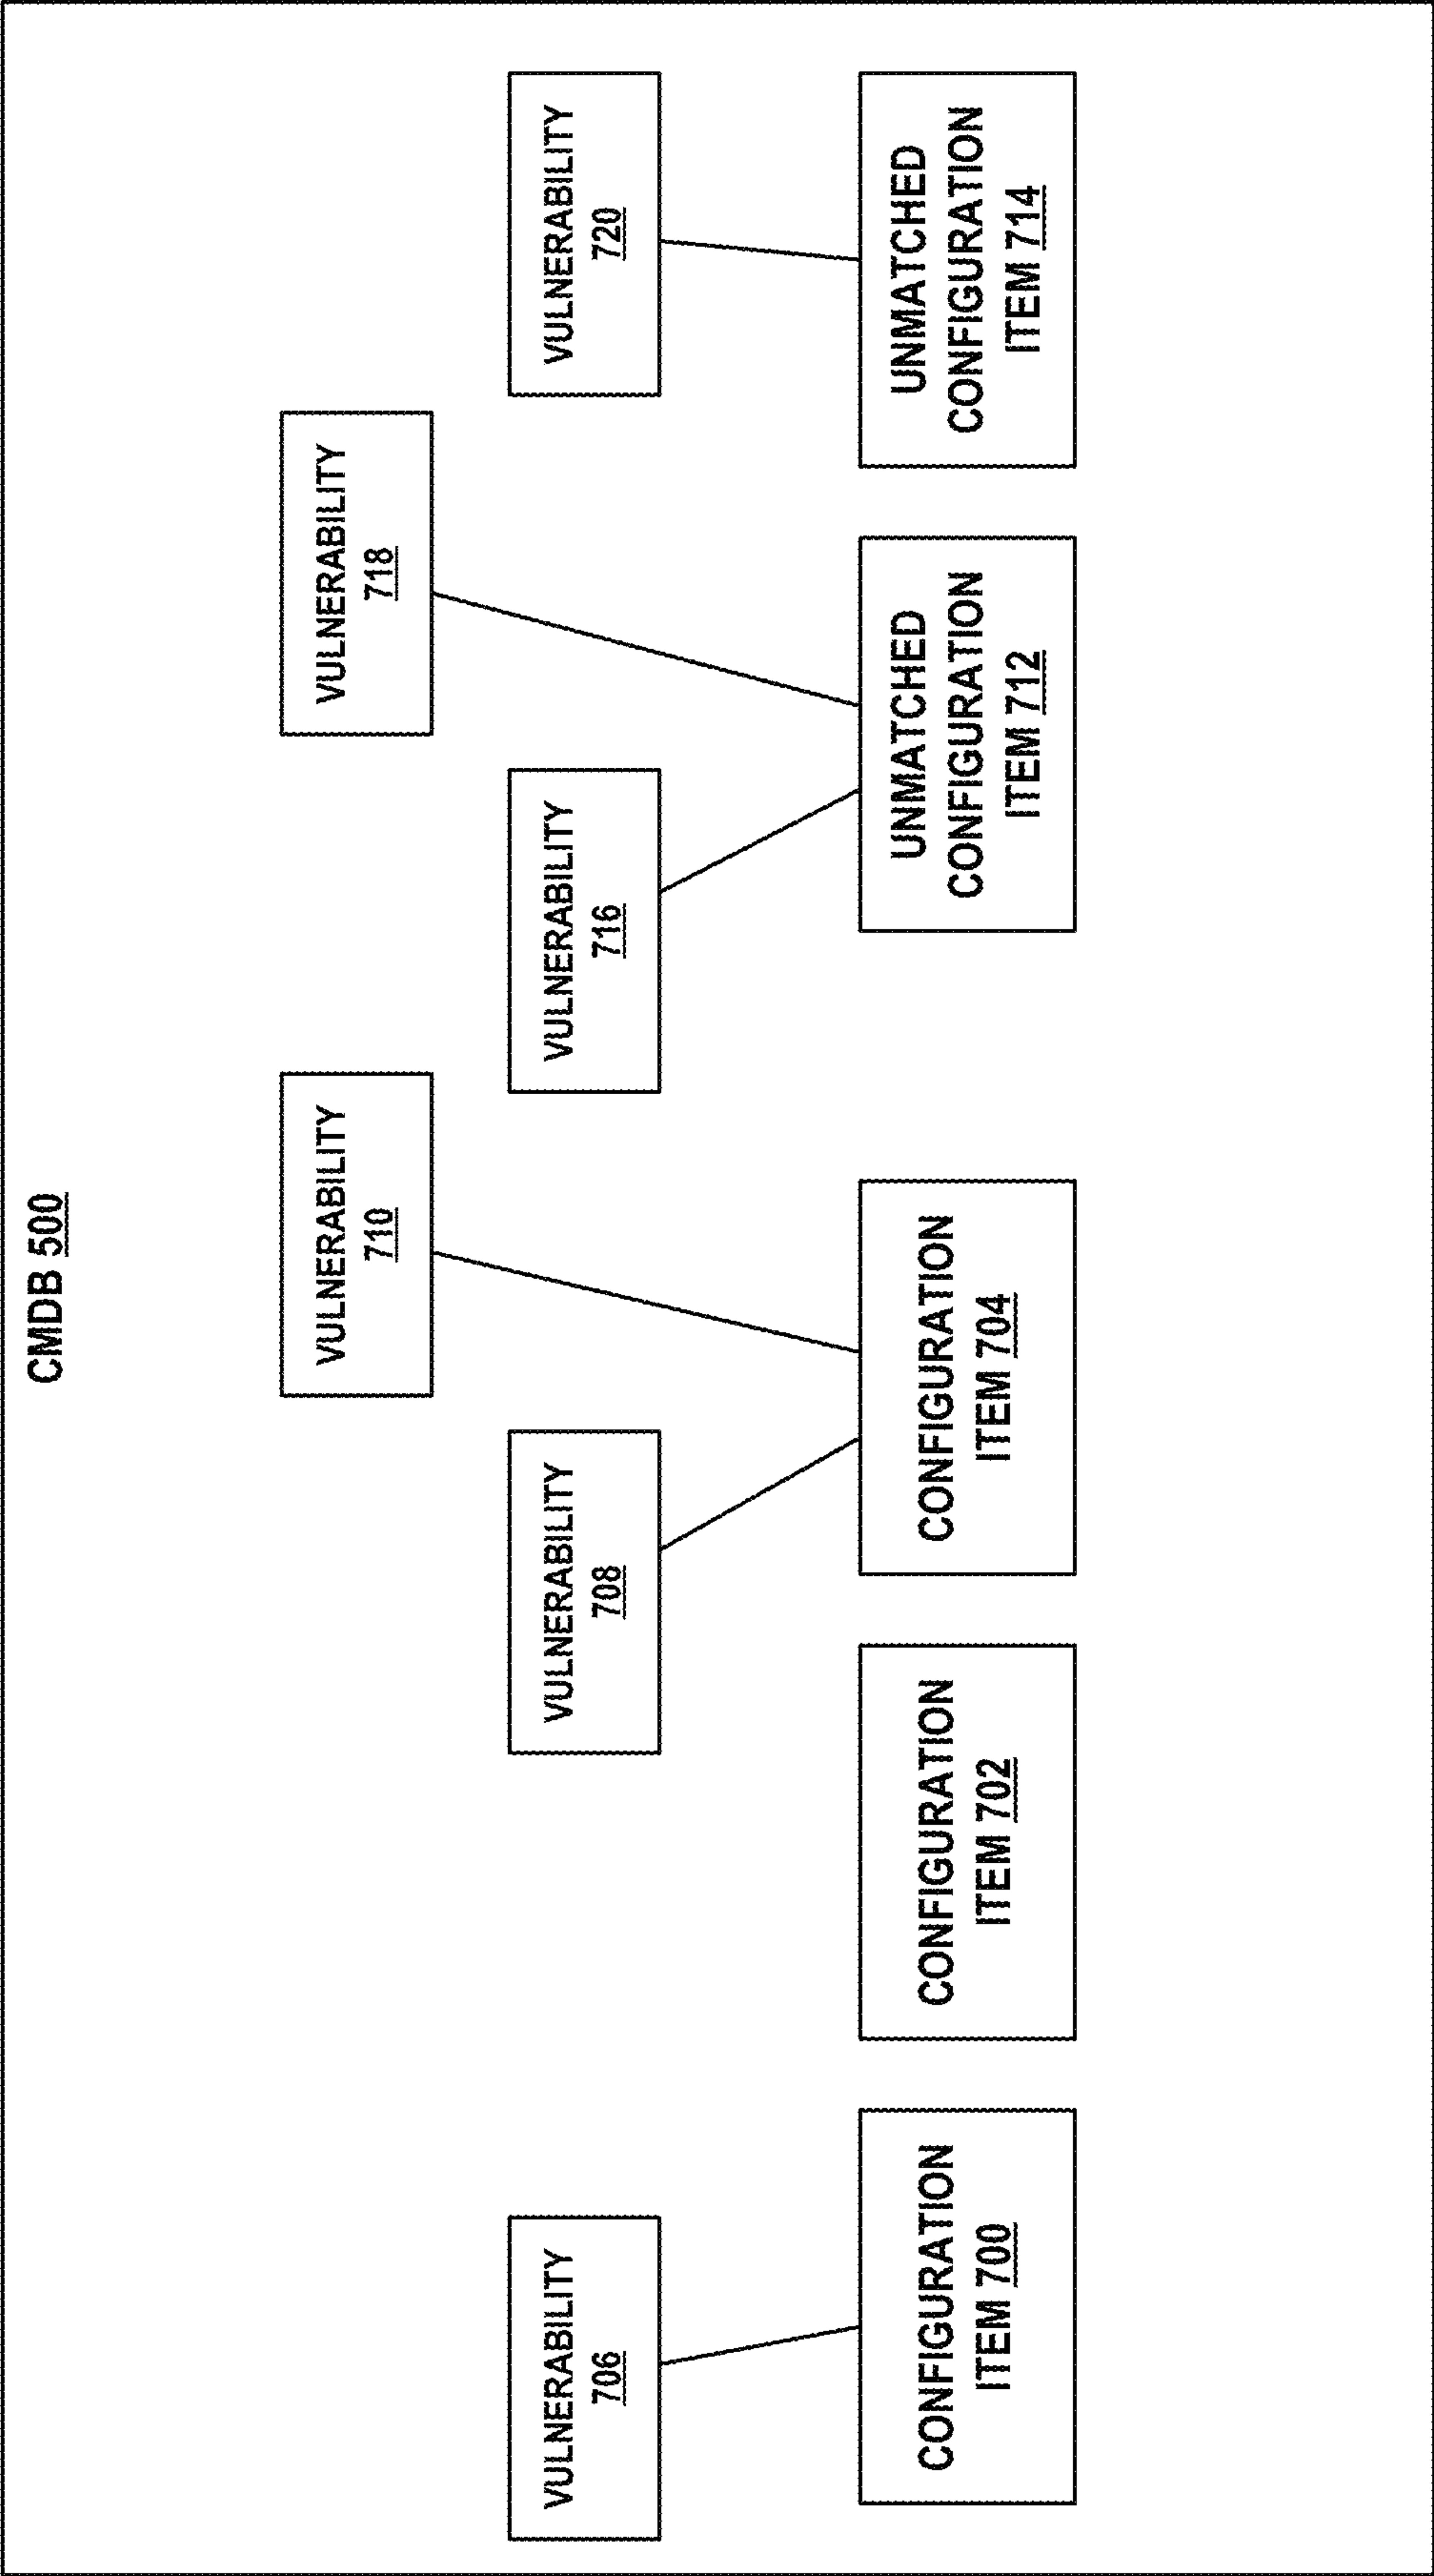 CMDB 500
VULNERABILITY
710
VULNERABILITY
718
VULNERABILITY
706
VULNERABILITY
708
VULNERABILITY
716
VULNERABILITY
720
CONFIGURATION
ITEM 700
CONFIGURATION
ITEM 702
CONFIGURATION
ITEM 704
UNMATCHED
CONFIGURATION
ITEM 712
UNMATCHED
CONFIGURATION
ITEM 714